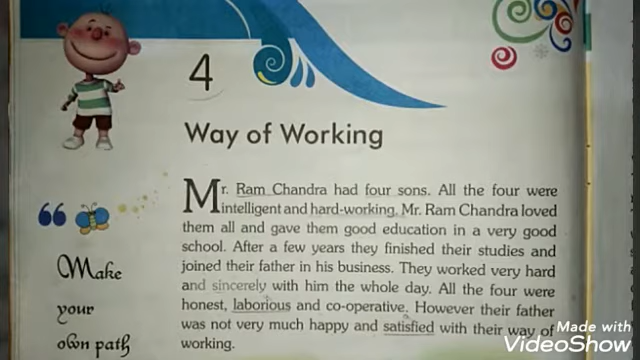 4
Way of Working
Mr. Ram Chandra had four sons. All the four were
intelligent and hard-working. Mr. Ram Chandra loved
them all and gave them good education in a very good
school. After a few years they finished their studies and
joined their father in his business. They worked very hard
and sincerely with him the whole day. All the four were
honest, laborious and co-operative. However their father
was not very much happy and satisfied with their way of
working.
“
Make
your
own path
Made with
VideoShow